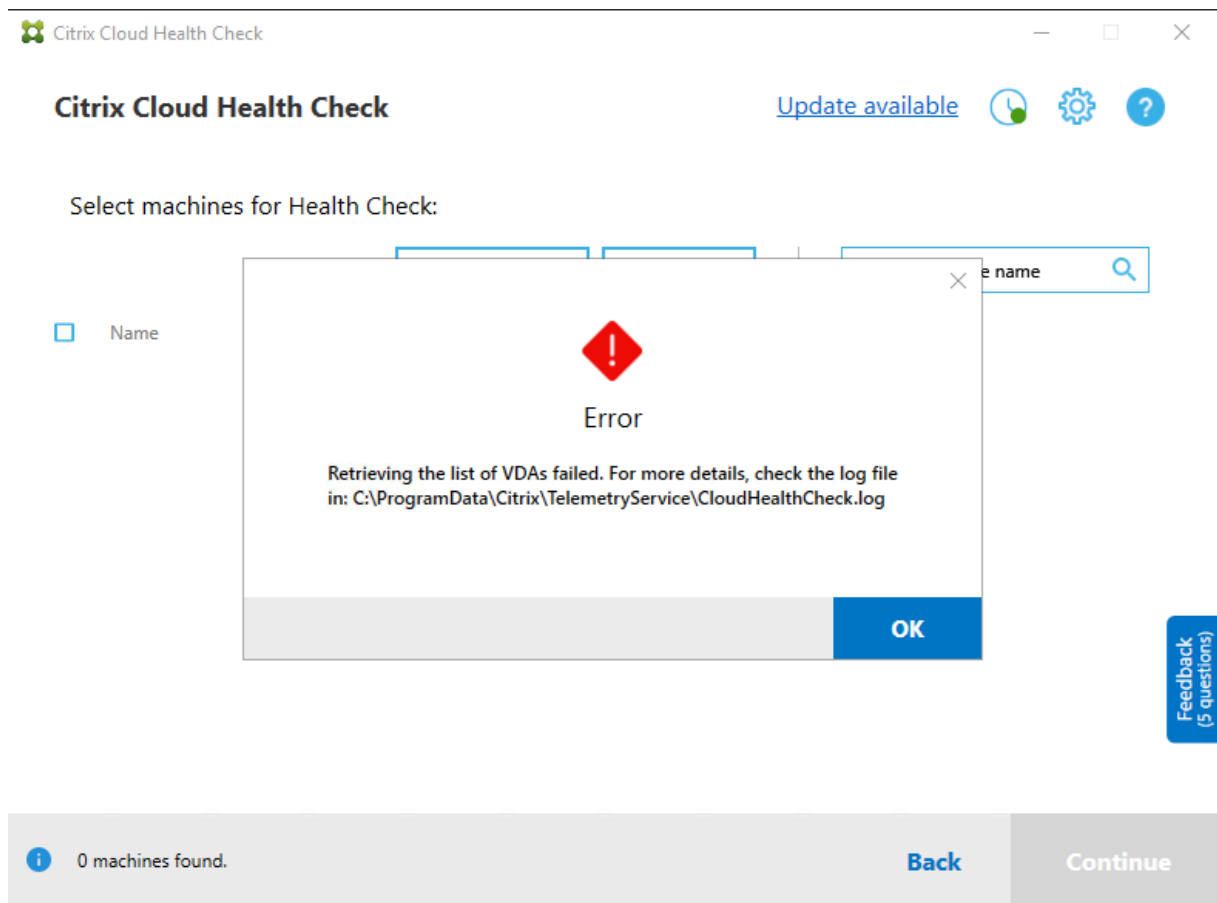 Citrix Cloud Health Check
Citrix Cloud Health Check
Update available
?
Select machines for Health Check:
name
Name
Error
Retrieving the list of VDAs failed. For more details, check the log file
in: C:\ProgramData\Citrix\TelemetryService\CloudHealthCheck.log
OK
Feedback
(5 questions)
0 machines found.
Back
Continue